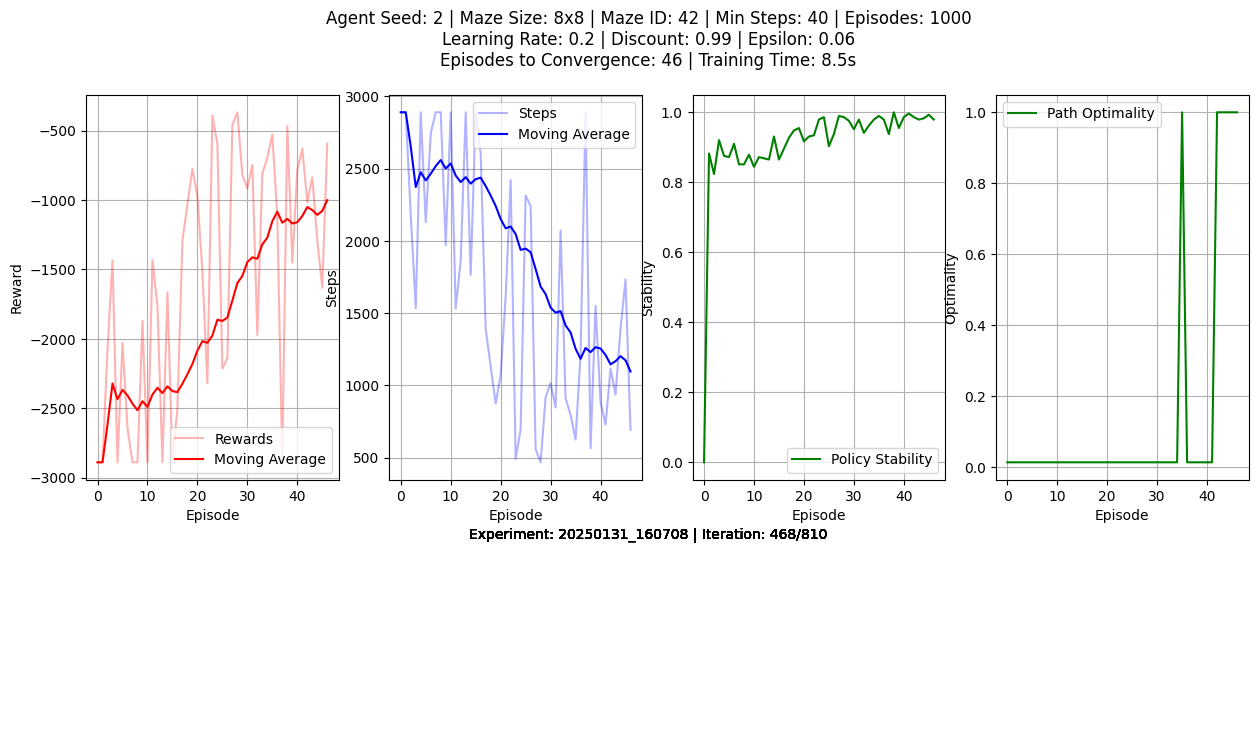 Agent Seed: 2 | Maze Size: 8x8 | Maze ID: 42 | Min Steps: 40 | Episodes: 1000
Learning Rate: 0.2 | Discount: 0.99 | Epsilon: 0.06
Episodes to Convergence: 46 | Training Time: 8.5s
Reward
−500
−1000
−1500
−2000
−2500
−3000
Rewards
Moving Average
0 10 20 30 40
Episode
Steps
3000
2500
2000
1500
1000
500
Steps
Moving Average
0 10 20 30 40
Episode
Stability
1.0
0.8
0.6
0.4
0.2
0.0
Policy Stability
0 10 20 30 40
Episode
Optimality
1.0
0.8
0.6
0.4
0.2
0.0
Path Optimality
0 10 20 30 40
Episode
Experiment: 20250131_160708 | Iteration: 468/810